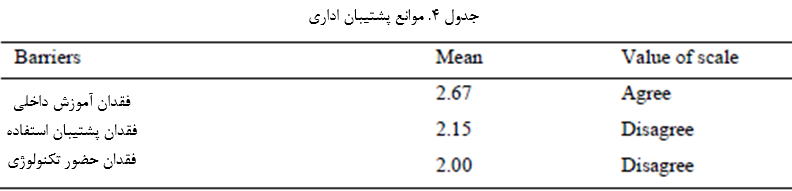 جدول ۴. موانع پشتیبان اداری
Barriers Mean Value of scale
فقدان آموزش داخلی 2.67 Agree
فقدان پشتیبان استفاده 2.15 Disagree
فقدان حضور تکنولوژی 2.00 Disagree